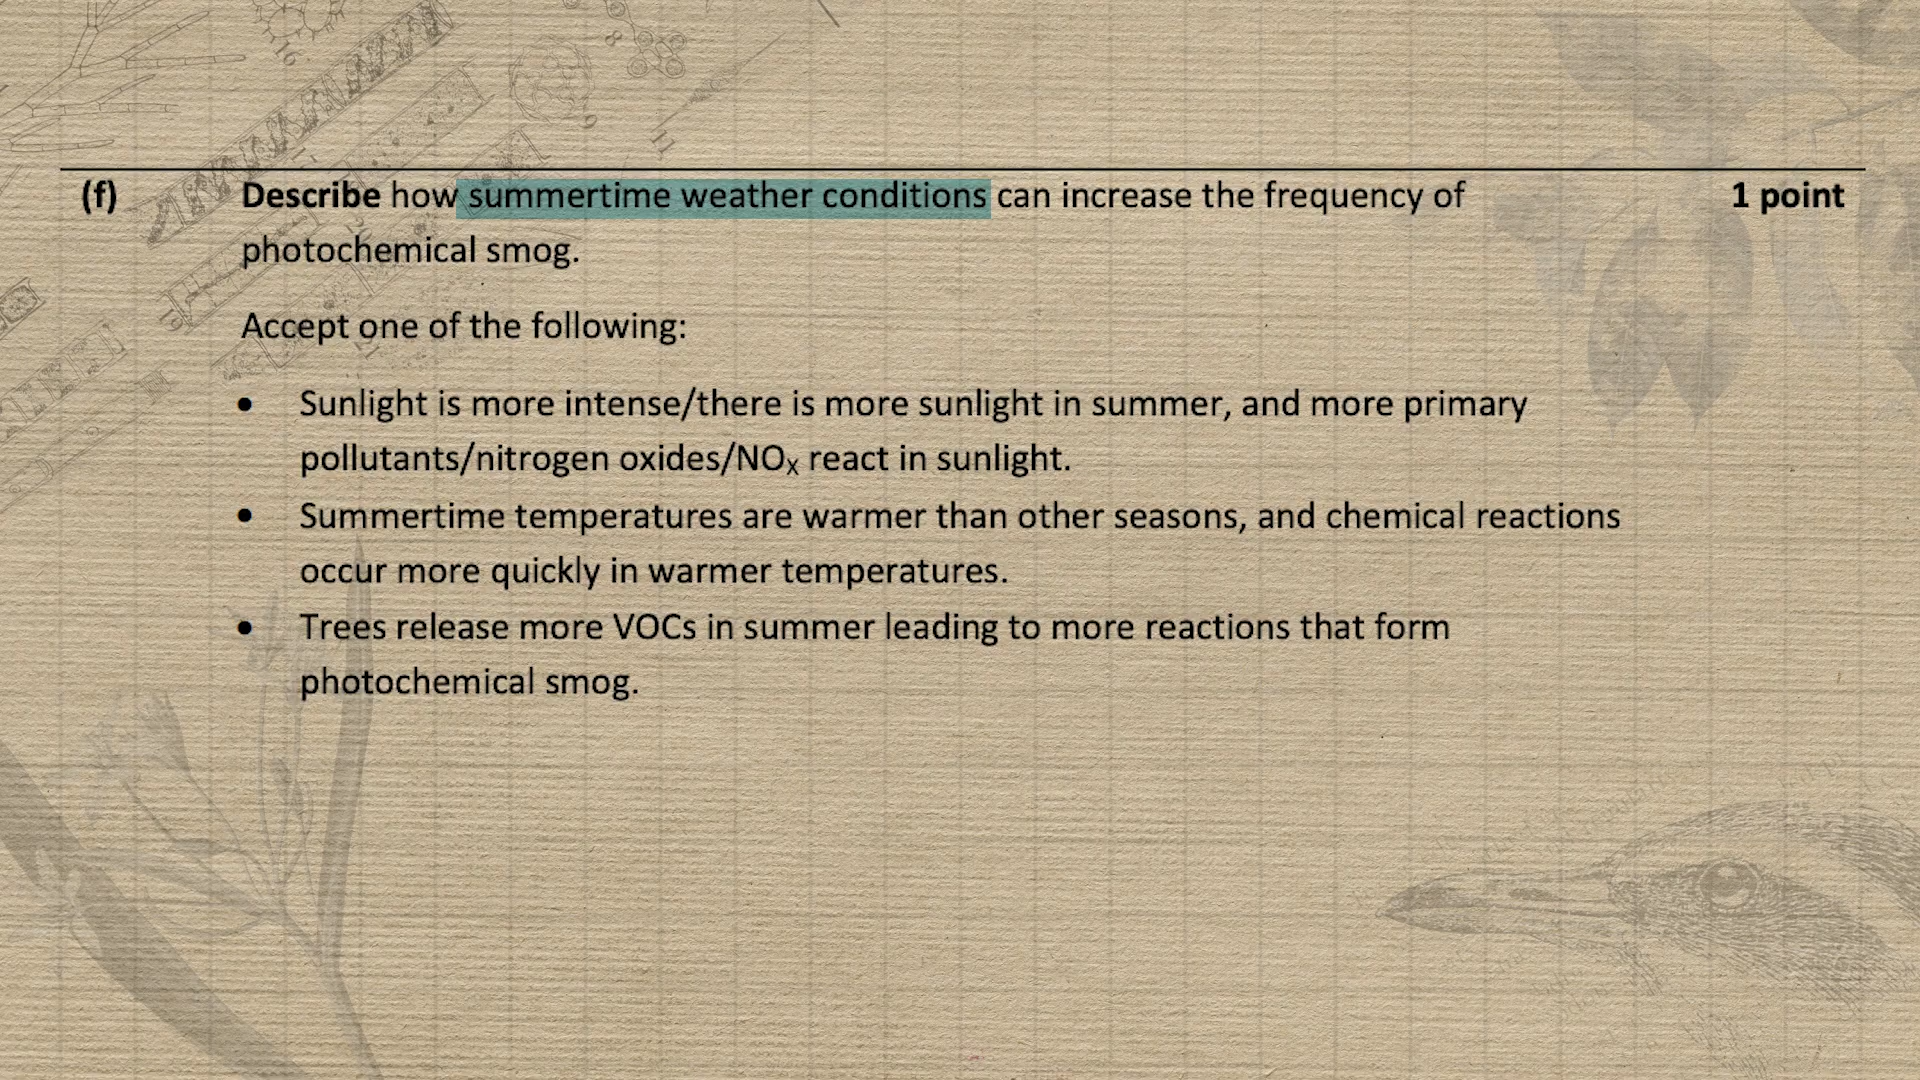 (f) Describe how summertime weather conditions can increase the frequency of 1 point
photochemical smog.
Accept one of the following:
• Sunlight is more intense/there is more sunlight in summer, and more primary
pollutants/nitrogen oxides/NOₓ react in sunlight.
• Summertime temperatures are warmer than other seasons, and chemical reactions
occur more quickly in warmer temperatures.
• Trees release more VOCs in summer leading to more reactions that form
photochemical smog.